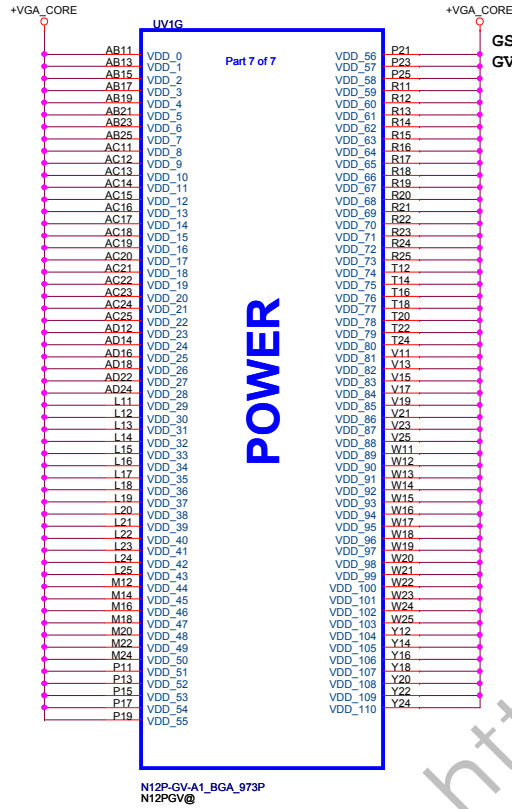 +VGA_CORE +VGA_CORE
UV1G
Part 7 of 7
GS
GV
AB11 VDD_0 VDD_56 P21
AB13 VDD_1 VDD_57 P23
AB15 VDD_2 VDD_58 P25
AB17 VDD_3 VDD_59 R11
AB19 VDD_4 VDD_60 R12
AB21 VDD_5 VDD_61 R13
AB23 VDD_6 VDD_62 R14
AB25 VDD_7 VDD_63 R15
AC11 VDD_8 VDD_64 R16
AC12 VDD_9 VDD_65 R17
AC13 VDD_10 VDD_66 R18
AC14 VDD_11 VDD_67 R19
AC15 VDD_12 VDD_68 R20
AC16 VDD_13 VDD_69 R21
AC17 VDD_14 VDD_70 R22
AC18 VDD_15 VDD_71 R23
AC19 VDD_16 VDD_72 R24
AC20 VDD_17 VDD_73 R25
AC21 VDD_18 VDD_74 T12
AC22 VDD_19 VDD_75 T14
AC23 VDD_20 VDD_76 T16
AC24 VDD_21 VDD_77 T18
AC25 VDD_22 VDD_78 T20
AD12 VDD_23 VDD_79 T22
AD14 VDD_24 VDD_80 T24
AD16 VDD_25 VDD_81 V11
AD18 VDD_26 VDD_82 V13
AD22 VDD_27 VDD_83 V15
AD24 VDD_28 VDD_84 V17
L11 VDD_29 VDD_85 V19
L12 VDD_30 VDD_86 V21
L13 VDD_31 VDD_87 V23
L14 VDD_32 VDD_88 V25
L15 VDD_33 VDD_89 W11
L16 VDD_34 VDD_90 W12
L17 VDD_35 VDD_91 W13
L18 VDD_36 VDD_92 W14
L19 VDD_37 VDD_93 W15
L20 VDD_38 VDD_94 W16
L21 VDD_39 VDD_95 W17
L22 VDD_40 VDD_96 W18
L23 VDD_41 VDD_97 W19
L24 VDD_42 VDD_98 W20
L25 VDD_43 VDD_99 W21
M12 VDD_44 VDD_100 W22
M14 VDD_45 VDD_101 W23
M16 VDD_46 VDD_102 W24
M18 VDD_47 VDD_103 W25
M20 VDD_48 VDD_104 Y12
M22 VDD_49 VDD_105 Y14
M24 VDD_50 VDD_106 Y16
P11 VDD_51 VDD_107 Y18
P13 VDD_52 VDD_108 Y20
P15 VDD_53 VDD_109 Y22
P17 VDD_54 VDD_110 Y24
P19 VDD_55
POWER
N12P-GV-A1_BGA_973P
N12PGV@
htt